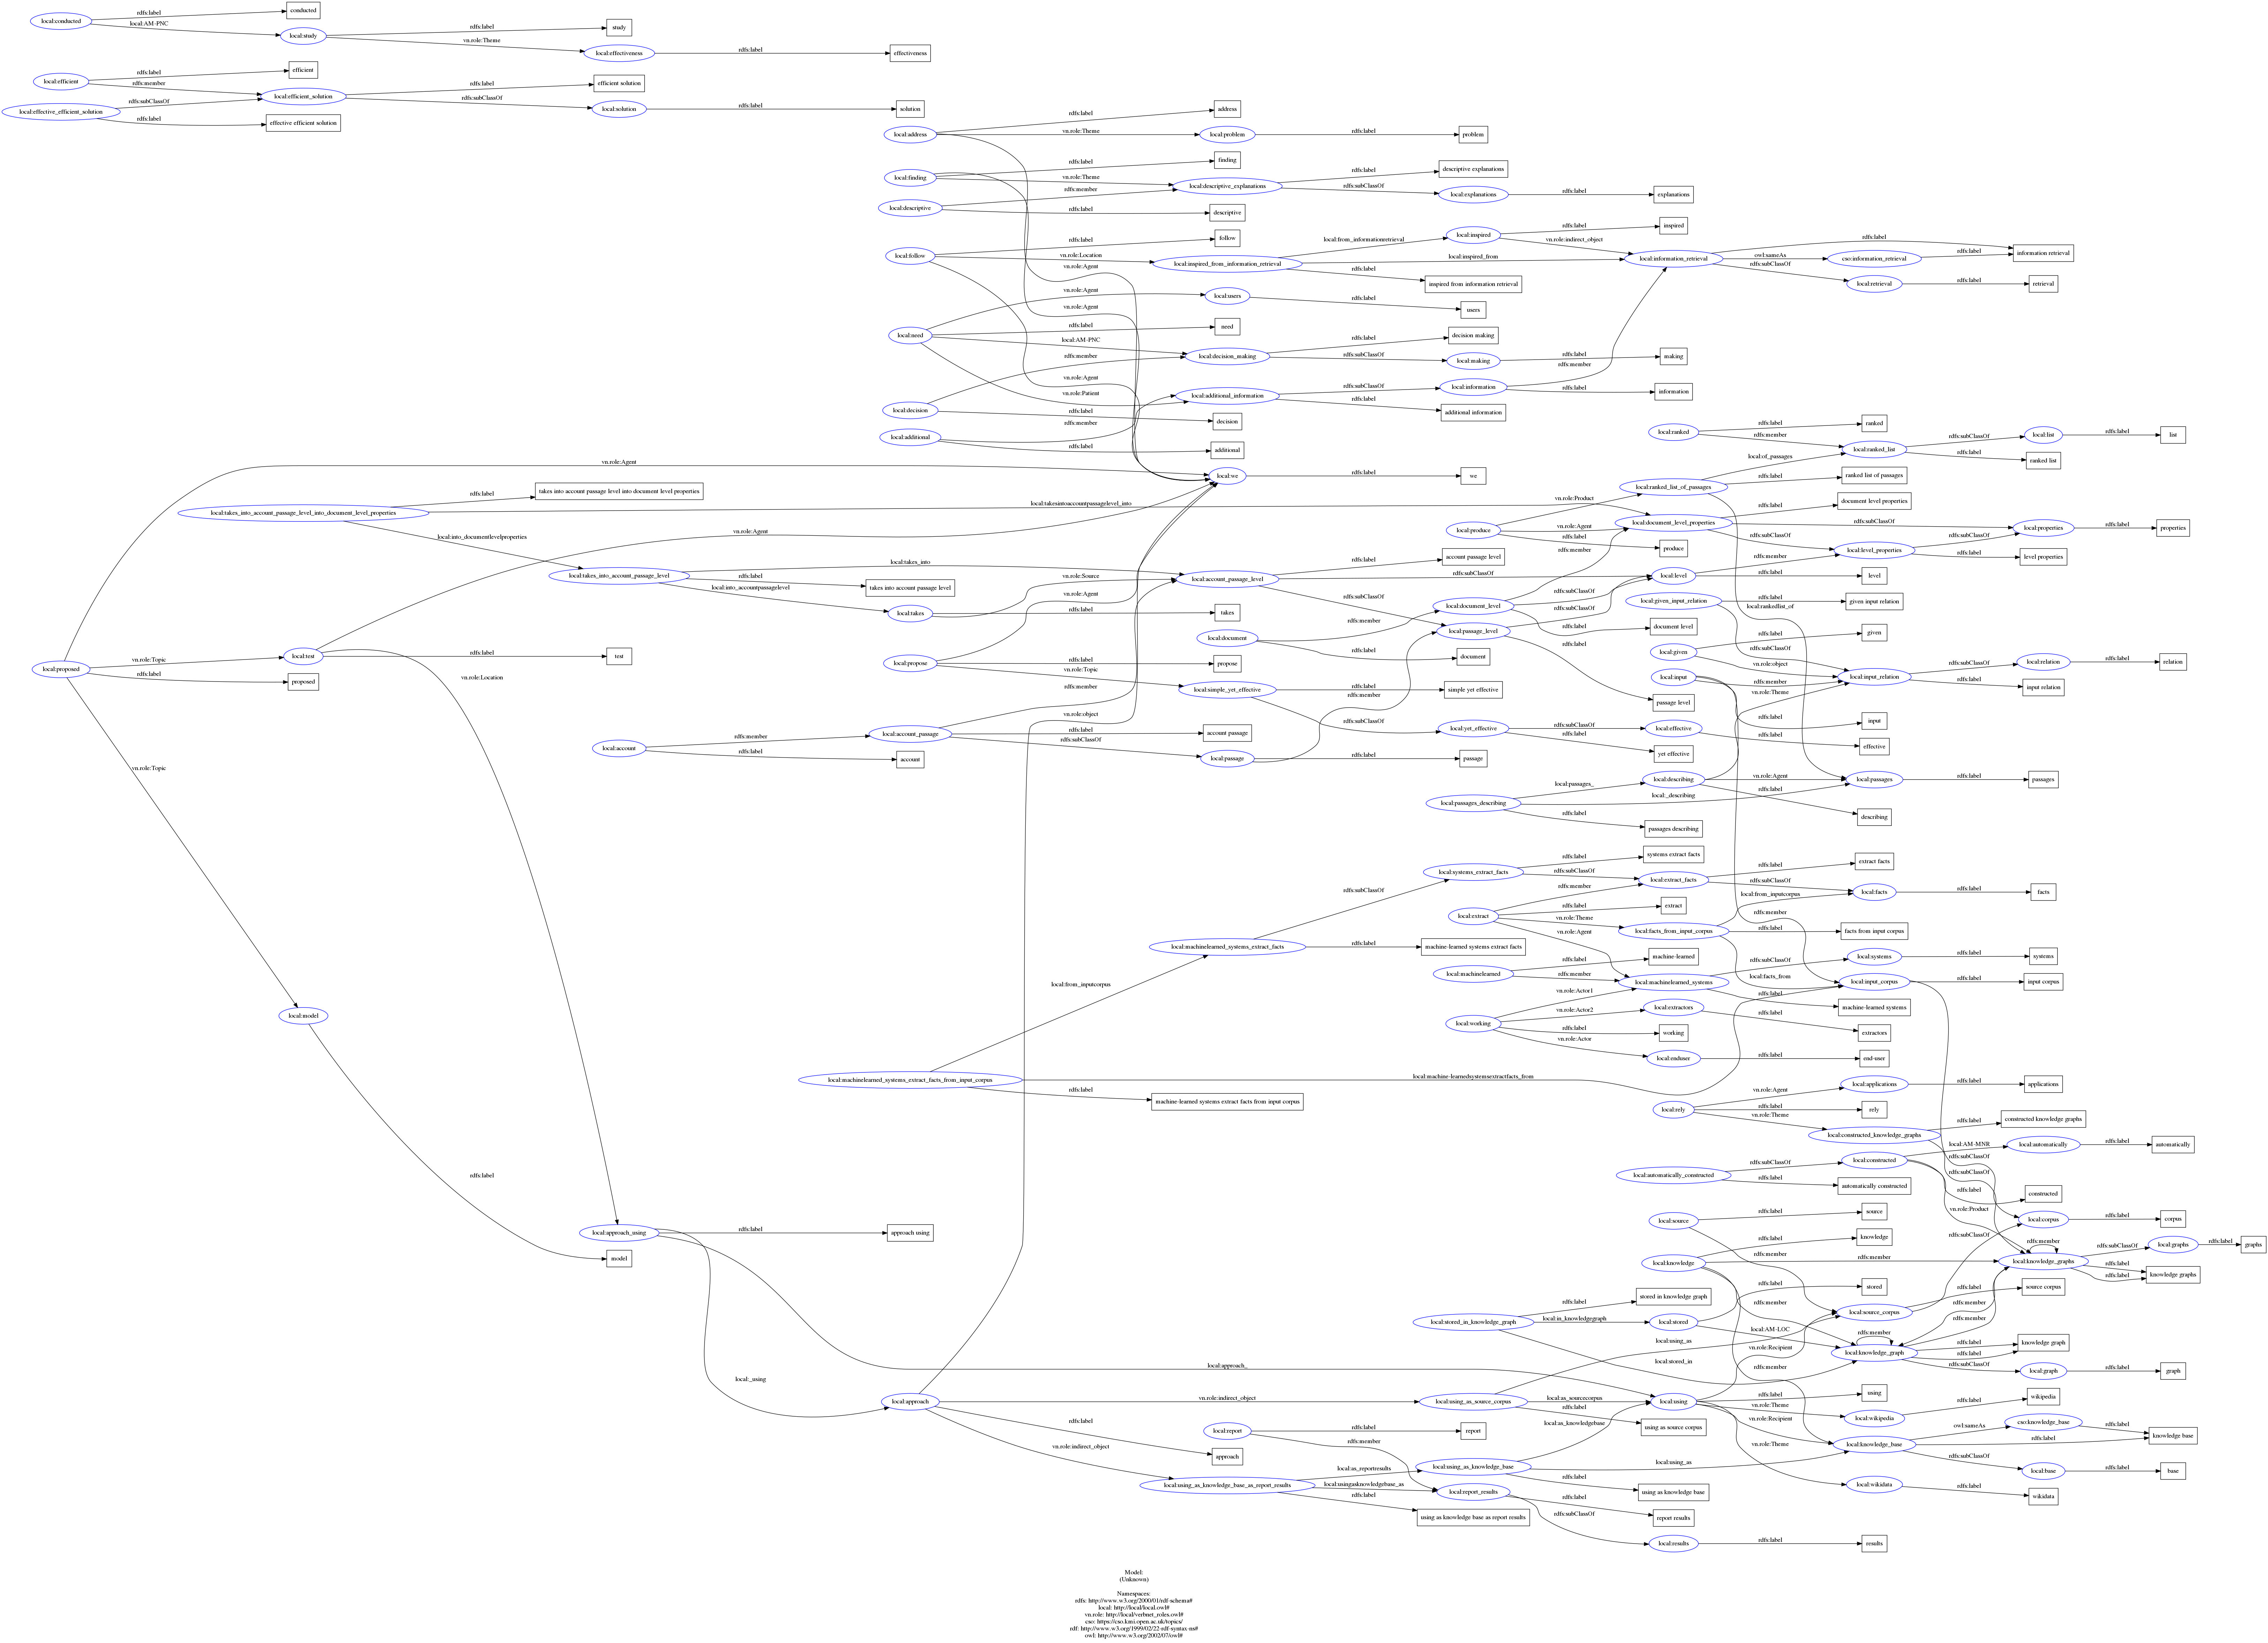 local:conducted
rdfs:label
conducted
local:AM-PNC
local:study
rdfs:label
study
vn.role:Theme
local:effectiveness
rdfs:label
effectiveness
local:efficient
rdfs:label
efficient
rdfs:member
local:efficient_solution
rdfs:label
efficient solution
rdfs:subClassOf
local:solution
rdfs:label
solution
local:effective_efficient_solution
rdfs:subClassOf
rdfs:label
effective efficient solution
local:address
rdfs:label
address
vn.role:Theme
local:problem
rdfs:label
problem
local:finding
rdfs:label
finding
vn.role:Theme
local:descriptive_explanations
rdfs:label
descriptive explanations
rdfs:subClassOf
local:explanations
rdfs:label
explanations
local:descriptive
rdfs:member
rdfs:label
descriptive
local:follow
rdfs:label
follow
vn.role:Location
local:inspired_from_information_retrieval
local:from_informationretrieval
local:inspired
rdfs:label
inspired
vn.role:indirect_object
local:inspired_from
local:information_retrieval
rdfs:label
information retrieval
owl:sameAs
cso:information_retrieval
rdfs:label
rdfs:subClassOf
local:retrieval
rdfs:label
retrieval
rdfs:label
inspired from information retrieval
vn.role:Agent
vn.role:Agent
local:users
rdfs:label
users
vn.role:Agent
local:need
rdfs:label
need
local:AM-PNC
local:decision_making
rdfs:label
decision making
rdfs:subClassOf
local:making
rdfs:label
making
rdfs:member
rdfs:member
vn.role:Agent
vn.role:Patient
local:additional_information
rdfs:subClassOf
local:information
rdfs:label
information
rdfs:label
additional information
local:decision
rdfs:label
decision
rdfs:member
local:additional
rdfs:label
additional
vn.role:Agent
local:we
rdfs:label
we
local:ranked
rdfs:label
ranked
rdfs:member
local:ranked_list
rdfs:subClassOf
local:list
rdfs:label
list
rdfs:label
ranked list
local:of_passages
local:ranked_list_of_passages
rdfs:label
ranked list of passages
local:takes_into_account_passage_level_into_document_level_properties
rdfs:label
takes into account passage level into document level properties
local:takesintoaccountpassagelevel_into
local:into_documentlevelproperties
vn.role:Product
local:produce
vn.role:Agent
rdfs:label
produce
local:document_level_properties
rdfs:label
document level properties
rdfs:subClassOf
local:properties
rdfs:label
properties
rdfs:subClassOf
local:level_properties
rdfs:subClassOf
rdfs:label
level properties
vn.role:Agent
local:takes_into_account_passage_level
local:takes_into
rdfs:label
takes into account passage level
local:into_accountpassagelevel
local:takes
vn.role:Source
rdfs:label
takes
local:account_passage_level
rdfs:label
account passage level
rdfs:subClassOf
rdfs:subClassOf
local:level
rdfs:member
rdfs:label
level
rdfs:member
local:document_level
rdfs:subClassOf
rdfs:label
document level
local:document
rdfs:member
rdfs:label
document
local:passage_level
rdfs:subClassOf
rdfs:label
passage level
local:given_input_relation
rdfs:label
given input relation
local:rankedlist_of
local:given
rdfs:label
given
rdfs:subClassOf
vn.role:object
local:input
rdfs:member
vn.role:Theme
local:input_relation
rdfs:subClassOf
local:relation
rdfs:label
relation
rdfs:label
input relation
rdfs:label
input
local:proposed
vn.role:Topic
local:test
rdfs:label
test
vn.role:Location
rdfs:label
proposed
vn.role:Agent
local:propose
rdfs:label
propose
vn.role:Topic
local:simple_yet_effective
rdfs:label
simple yet effective
rdfs:member
rdfs:subClassOf
local:yet_effective
rdfs:subClassOf
local:effective
rdfs:label
effective
rdfs:label
yet effective
rdfs:member
vn.role:object
local:account
rdfs:member
local:account_passage
rdfs:label
account passage
rdfs:subClassOf
local:passage
rdfs:label
passage
rdfs:label
account
vn.role:Topic
local:passages_describing
local:passages_
local:describing
vn.role:Agent
local:_describing
rdfs:label
describing
local:passages
rdfs:label
passages
rdfs:label
passages describing
local:systems_extract_facts
rdfs:label
systems extract facts
rdfs:subClassOf
local:extract_facts
rdfs:label
extract facts
rdfs:subClassOf
local:facts
rdfs:label
facts
local:extract
rdfs:member
rdfs:label
extract
vn.role:Theme
local:facts_from_input_corpus
local:from_inputcorpus
rdfs:member
rdfs:label
facts from input corpus
local:facts_from
vn.role:Agent
rdfs:subClassOf
local:machinelearned_systems_extract_facts
rdfs:label
machine-learned systems extract facts
local:from_inputcorpus
local:machinelearned
rdfs:label
machine-learned
rdfs:member
local:machinelearned_systems
rdfs:subClassOf
local:systems
rdfs:label
systems
rdfs:label
machine-learned systems
local:input_corpus
rdfs:label
input corpus
local:working
vn.role:Actor1
vn.role:Actor2
local:extractors
rdfs:label
extractors
rdfs:label
working
vn.role:Actor
local:enduser
rdfs:label
end-user
local:model
local:machinelearned_systems_extract_facts_from_input_corpus
local:machine-learnedsystemsextractfacts_from
rdfs:label
machine-learned systems extract facts from input corpus
local:rely
vn.role:Agent
local:applications
rdfs:label
applications
rdfs:label
rely
vn.role:Theme
local:constructed_knowledge_graphs
rdfs:label
constructed knowledge graphs
rdfs:subClassOf
local:automatically_constructed
rdfs:subClassOf
rdfs:label
automatically constructed
local:constructed
local:AM-MNR
local:automatically
rdfs:label
automatically
rdfs:subClassOf
rdfs:label
constructed
vn.role:Product
rdfs:label
local:source
rdfs:label
source
rdfs:member
local:corpus
rdfs:label
corpus
rdfs:subClassOf
local:approach_using
rdfs:label
approach using
model
local:knowledge
rdfs:label
knowledge
rdfs:member
rdfs:member
rdfs:member
rdfs:member
local:knowledge_graphs
rdfs:subClassOf
local:graphs
rdfs:label
graphs
rdfs:label
rdfs:label
knowledge graphs
local:stored_in_knowledge_graph
rdfs:label
stored in knowledge graph
local:in_knowledgegraph
local:stored
rdfs:label
stored
local:AM-LOC
local:stored_in
local:source_corpus
rdfs:label
source corpus
rdfs:member
rdfs:member
rdfs:member
local:knowledge_graph
rdfs:label
rdfs:label
knowledge graph
rdfs:subClassOf
local:graph
rdfs:label
graph
local:approach_
local:_using
local:using_as
vn.role:Recipient
local:approach
vn.role:indirect_object
local:using_as_source_corpus
local:as_sourcecorpus
rdfs:label
using as source corpus
local:using
rdfs:label
using
vn.role:Theme
local:wikipedia
rdfs:label
wikipedia
vn.role:Recipient
vn.role:Theme
local:knowledge_base
owl:sameAs
cso:knowledge_base
rdfs:label
rdfs:label
knowledge base
rdfs:subClassOf
local:base
rdfs:label
base
local:wikidata
rdfs:label
wikidata
rdfs:label
approach
vn.role:indirect_object
local:report
rdfs:label
report
rdfs:member
local:as_knowledgebase
local:using_as_knowledge_base_as_report_results
local:as_reportresults
local:using_as_knowledge_base
local:using_as
rdfs:label
using as knowledge base
local:usingasknowledgebase_as
rdfs:label
using as knowledge base as report results
local:report_results
rdfs:label
report results
rdfs:subClassOf
local:results
rdfs:label
results
Model:
(Unknown)
Namespaces:
rdfs: http://www.w3.org/2000/01/rdf-schema#
local: http://local/local.owl#
vn.role: http://local/verbnet_roles.owl#
cso: https://cso.kmi.open.ac.uk/topics/
rdf: http://www.w3.org/1999/02/22-rdf-syntax-ns#
owl: http://www.w3.org/2002/07/owl#